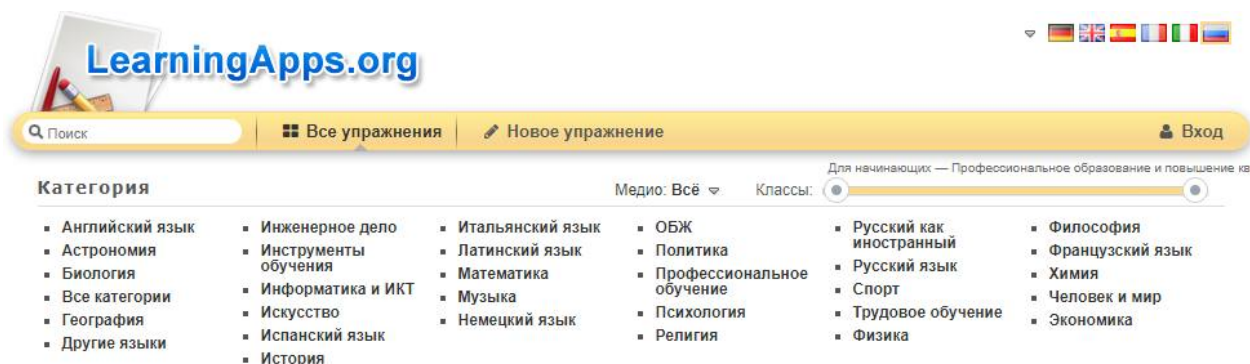 LearningApps.org
Поиск
Все упражнения
Новое упражнение
Вход
Для начинающих — Профессиональное образование и повышение кв
Категория
Медио: Всё
Классы:
Английский язык
Астрономия
Биология
Все категории
География
Другие языки
Инженерное дело
Инструменты
обучения
Информатика и ИКТ
Искусство
Испанский язык
История
Итальянский язык
Латинский язык
Математика
Музыка
Немецкий язык
ОБЖ
Политика
Профессиональное
обучение
Психология
Религия
Русский как
иностранный
Русский язык
Спорт
Трудовое обучение
Физика
Философия
Французский язык
Химия
Человек и мир
Экономика